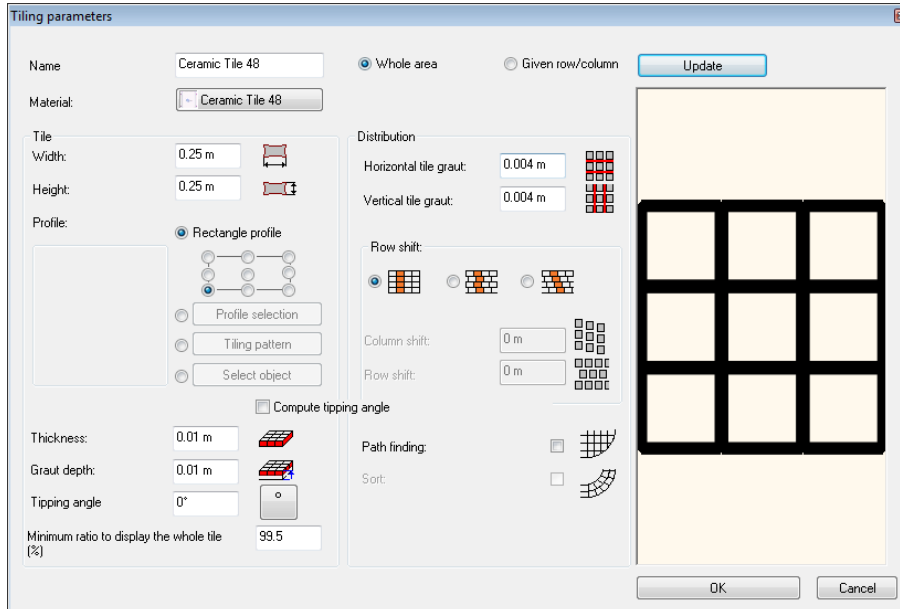 Tiling parameters
Name
Ceramic Tile 48
Whole area
Given row/column
Update
Material:
Ceramic Tile 48
Tile
Width:
0.25 m
Height:
0.25 m
Profile:
Rectangle profile
Profile selection
Tiling pattern
Select object
Compute tipping angle
Thickness:
0.01 m
Graut depth:
0.01 m
Tipping angle
0°
°
Minimum ratio to display the whole tile
(%)
99.5
Distribution
Horizontal tile graut:
0.004 m
Vertical tile graut:
0.004 m
Row shift:
Column shift:
0 m
Row shift:
0 m
Path finding:
Sort:
OK
Cancel